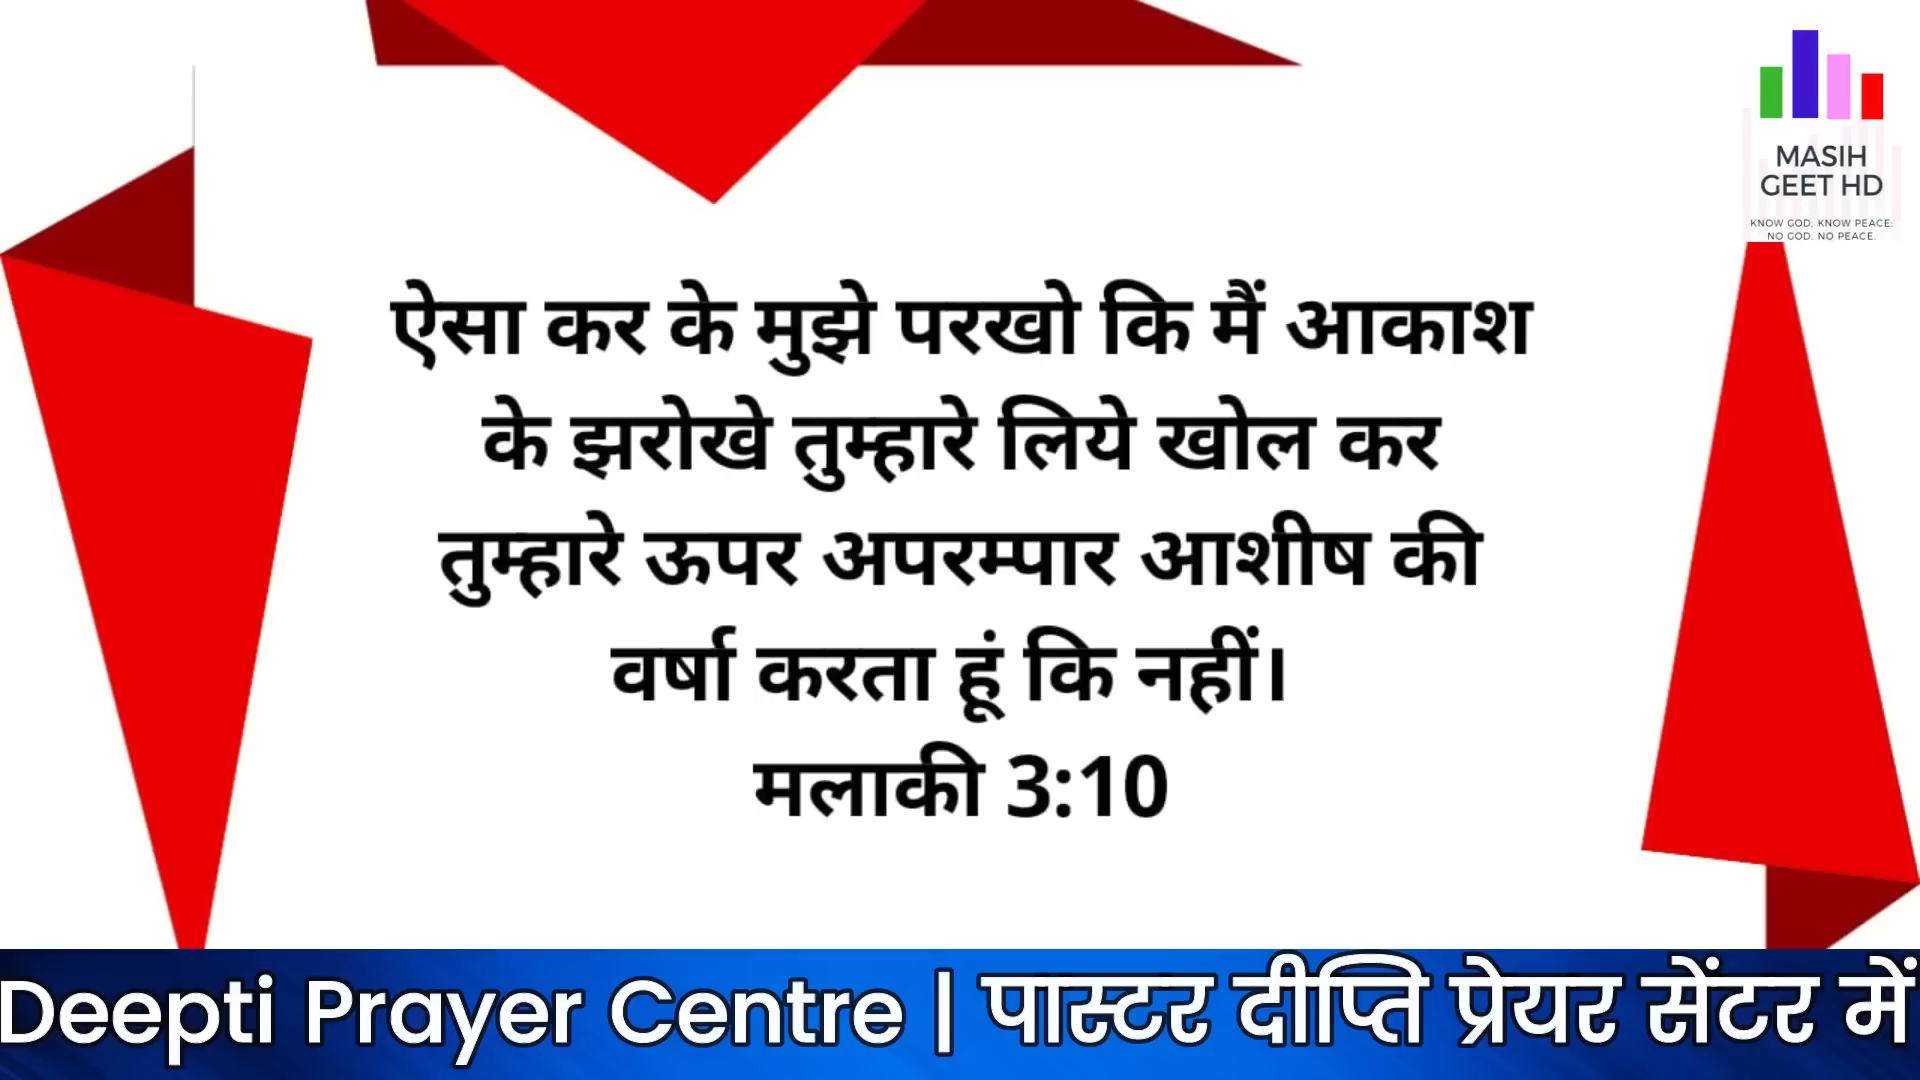 MASIH
GEET HD
KNOW GOD. KNOW PEACE:
NO GOD. NO PEACE.
ऐसा कर के मुझे परखो कि मैं आकाश
के झरोखे तुम्हारे लिये खोल कर
तुम्हारे ऊपर अपरम्पार आशीष की
वर्षा करता हूं कि नहीं।
मलाकी 3:10
Deepti Prayer Centre | पास्टर दीप्ति प्रेयर सेंटर में